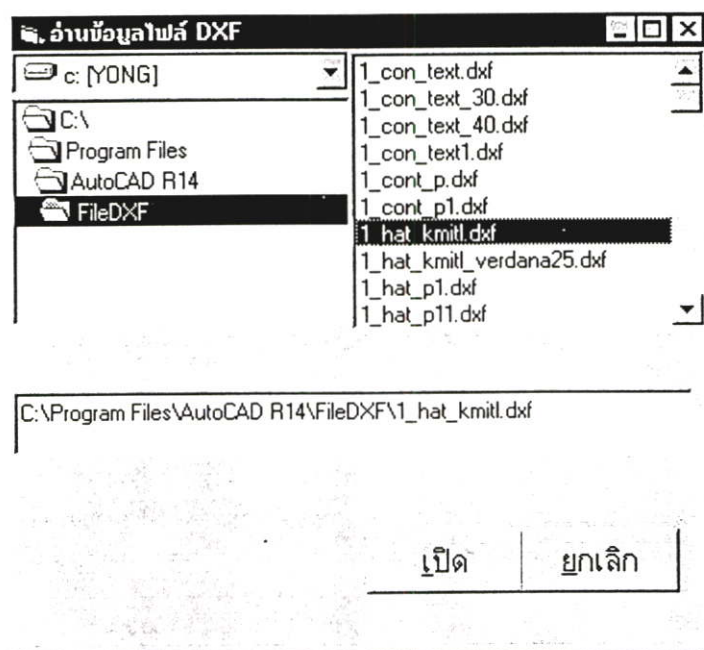 อ่านข้อมูลไฟล์ DXF
c: [YONG]
C:\
Program Files
AutoCAD R14
FileDXF
1_con_text.dxf
1_con_text_30.dxf
1_con_text_40.dxf
1_con_text1.dxf
1_cont_p.dxf
1_cont_p1.dxf
1_hat_kmitl.dxf
1_hat_kmitl_verdana25.dxf
1_hat_p1.dxf
1_hat_p11.dxf
C:\Program Files\AutoCAD R14\FileDXF\1_hat_kmitl.dxf
เปิด
ยกเลิก